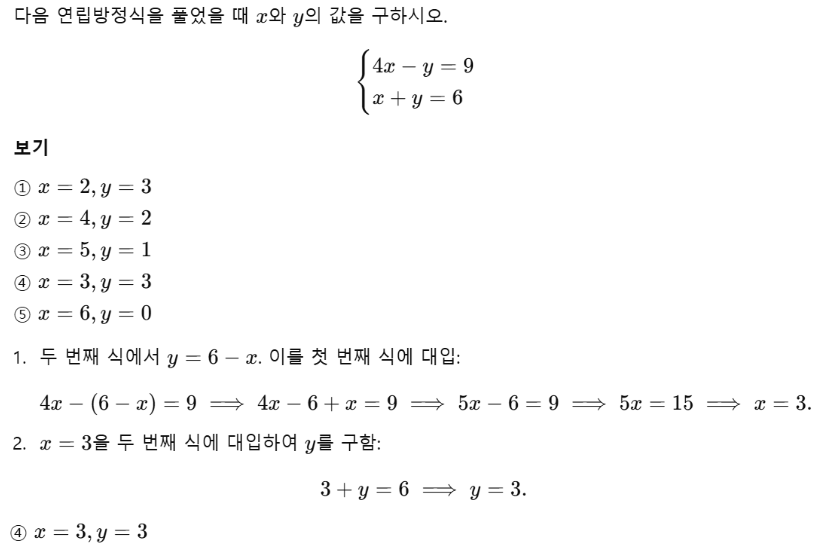 다음 연립방정식을 풀었을 때 x와 y의 값을 구하시오.
4x − y = 9
x + y = 6
보기
① x = 2, y = 3
② x = 4, y = 2
③ x = 5, y = 1
④ x = 3, y = 3
⑤ x = 6, y = 0
1. 두 번째 식에서 y = 6 − x. 이를 첫 번째 식에 대입:
4x − (6 − x) = 9 ⟹ 4x − 6 + x = 9 ⟹ 5x − 6 = 9 ⟹ 5x = 15 ⟹ x = 3.
2. x = 3을 두 번째 식에 대입하여 y를 구함:
3 + y = 6 ⟹ y = 3.
④ x = 3, y = 3